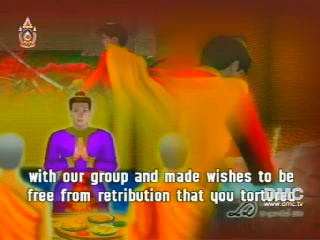 with our group and made wishes to be
free from retribution that you tortured
DMC
www.dmc.tv